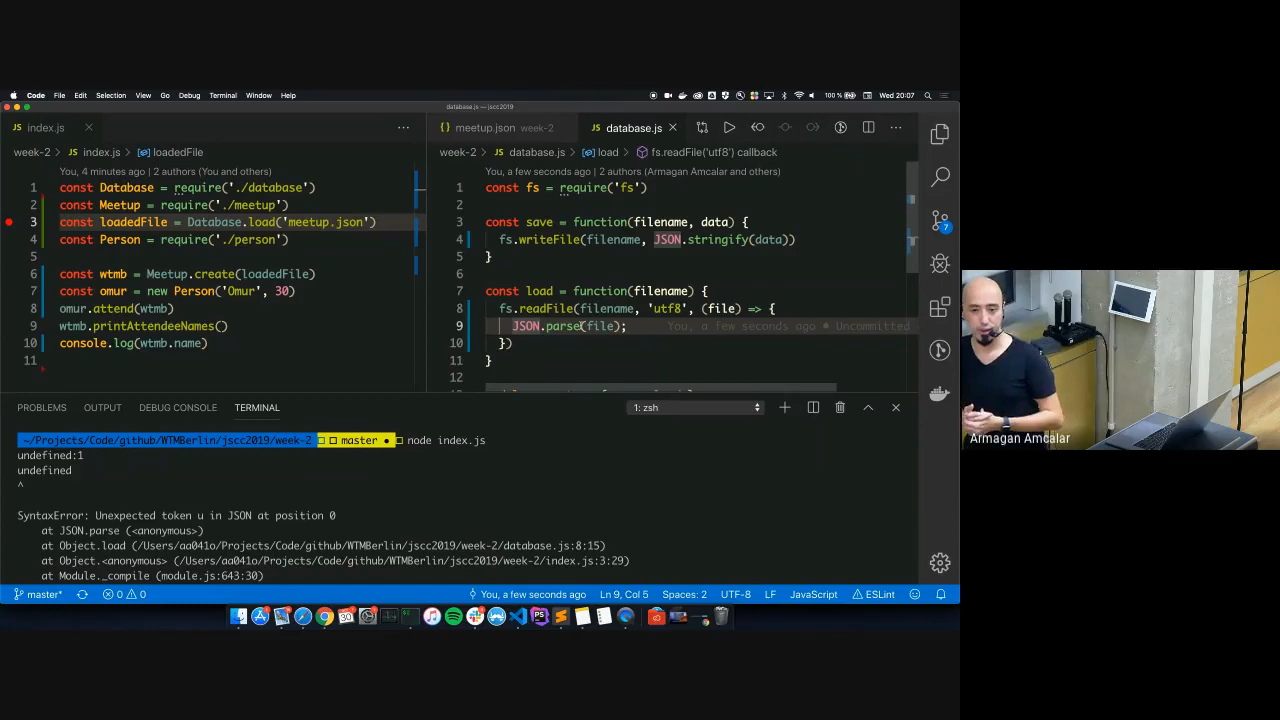 Code File Edit Selection View Go Debug Terminal Window Help
100 % Wed 20:07
database.js — jscc2019
JS index.js
week-2 > JS index.js > loadedFile
You, 4 minutes ago | 2 authors (You and others)
1 const Database = require('./database')
2 const Meetup = require('./meetup')
3 const loadedFile = Database.load('meetup.json')
4 const Person = require('./person')
5
6 const wtmb = Meetup.create(loadedFile)
7 const omur = new Person('Omur', 30)
8 omur.attend(wtmb)
9 wtmb.printAttendeeNames()
10 console.log(wtmb.name)
11
{} meetup.json week-2 JS database.js
week-2 > JS database.js > load > fs.readFile('utf8') callback
You, a few seconds ago | 2 authors (Armagan Amcalar and others)
1 const fs = require('fs')
2
3 const save = function(filename, data) {
4 fs.writeFile(filename, JSON.stringify(data))
5 }
6
7 const load = function(filename) {
8 fs.readFile(filename, 'utf8', (file) => {
9 JSON.parse(file); You, a few seconds ago • Uncommitted
10 })
11 }
12
7
PROBLEMS OUTPUT DEBUG CONSOLE TERMINAL 1: zsh
~/Projects/Code/github/WTMBerlin/jscc2019/week-2 master • node index.js
undefined:1
undefined
^
SyntaxError: Unexpected token u in JSON at position 0
at JSON.parse (<anonymous>)
at Object.load (/Users/aa041o/Projects/Code/github/WTMBerlin/jscc2019/week-2/database.js:8:15)
at Object.<anonymous> (/Users/aa041o/Projects/Code/github/WTMBerlin/jscc2019/week-2/index.js:3:29)
at Module._compile (module.js:643:30)
master* 0 0 You, a few seconds ago Ln 9, Col 5 Spaces: 2 UTF-8 LF JavaScript ESLint
Armagan Amcalar